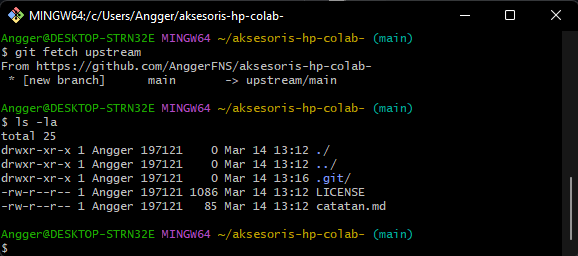 MINGW64:/c/Users/Angger/aksesoris-hp-colab-
Angger@DESKTOP-STRN32E MINGW64 ~/aksesoris-hp-colab- (main)
$ git fetch upstream
From https://github.com/AnggerFNS/aksesoris-hp-colab-
 * [new branch]      main       -> upstream/main
Angger@DESKTOP-STRN32E MINGW64 ~/aksesoris-hp-colab- (main)
$ ls -la
total 25
drwxr-xr-x 1 Angger 197121    0 Mar 14 13:12 ./
drwxr-xr-x 1 Angger 197121    0 Mar 14 13:12 ../
drwxr-xr-x 1 Angger 197121    0 Mar 14 13:16 .git/
-rw-r--r-- 1 Angger 197121 1086 Mar 14 13:12 LICENSE
-rw-r--r-- 1 Angger 197121   85 Mar 14 13:12 catatan.md
Angger@DESKTOP-STRN32E MINGW64 ~/aksesoris-hp-colab- (main)
$